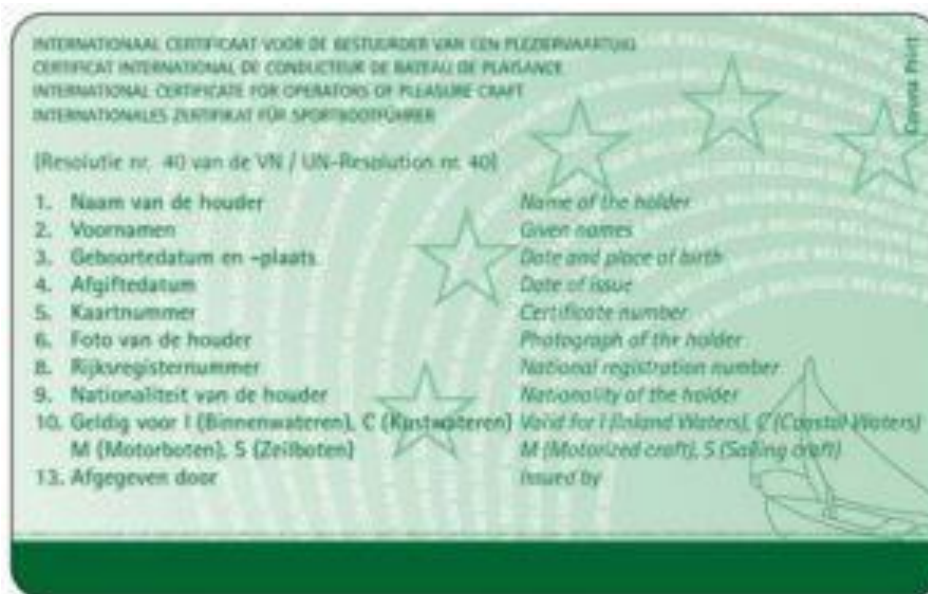 INTERNATIONAAL CERTIFICAAT VOOR DE BESTUURDER VAN EEN PLEZIERVAARTUIG
CERTIFICAT INTERNATIONAL DE CONDUCTEUR DE BATEAU DE PLAISANCE
INTERNATIONAL CERTIFICATE FOR OPERATORS OF PLEASURE CRAFT
INTERNATIONALES ZERTIFIKAT FÜR SPORTBOOTFÜHRER
(Resolutie nr. 40 van de VN / UN-Resolution nr. 40)
1. Naam van de houder Name of the holder
2. Voornamen Given names
3. Geboortedatum en -plaats Date and place of birth
4. Afgiftedatum Date of issue
5. Kaartnummer Certificate number
6. Foto van de houder Photograph of the holder
8. Rijksregisternummer National registration number
9. Nationaliteit van de houder Nationality of the holder
10. Geldig voor I (Binnenwateren), C (Kustwateren) Valid for I (Inland Waters), C (Coastal Waters)
M (Motorboten), S (Zeilboten) M (Motorized craft), S (Sailing craft)
13. Afgegeven door Issued by